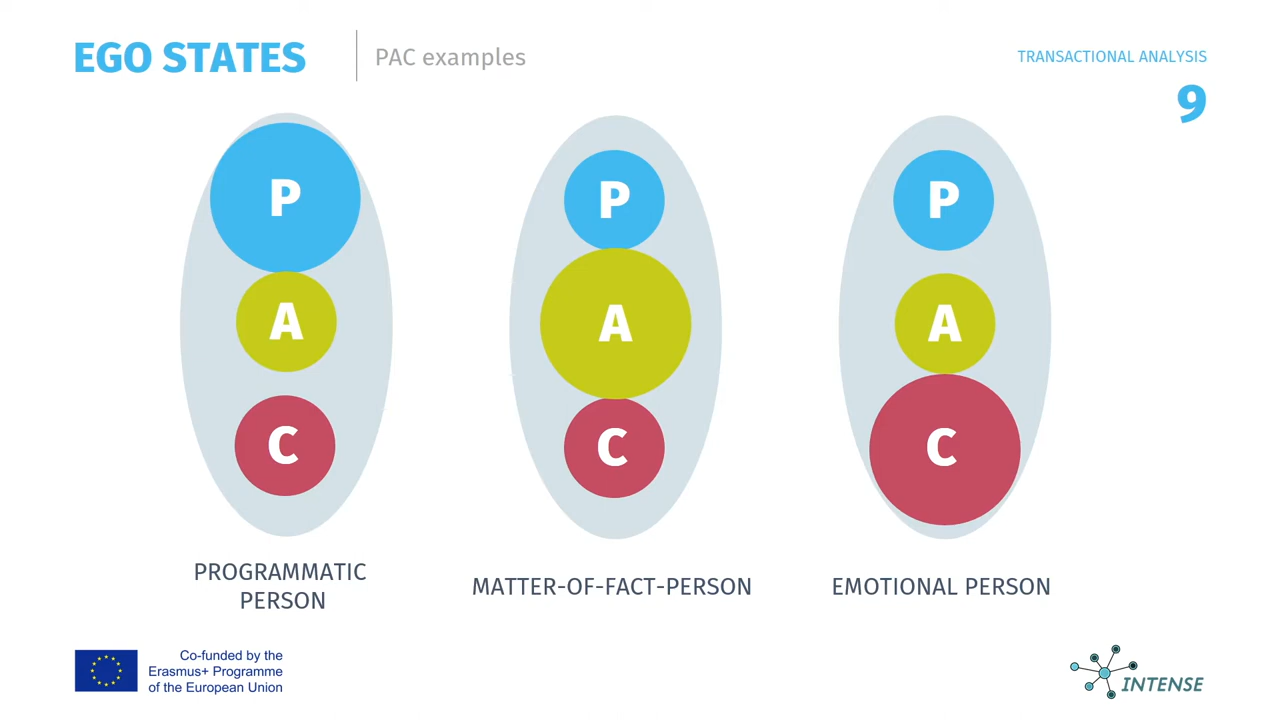 EGO STATES
PAC examples
TRANSACTIONAL ANALYSIS
9
P
A
C
P
A
C
P
A
C
PROGRAMMATIC
PERSON
MATTER-OF-FACT-PERSON
EMOTIONAL PERSON
Co-funded by the
Erasmus+ Programme
of the European Union
INTENSE